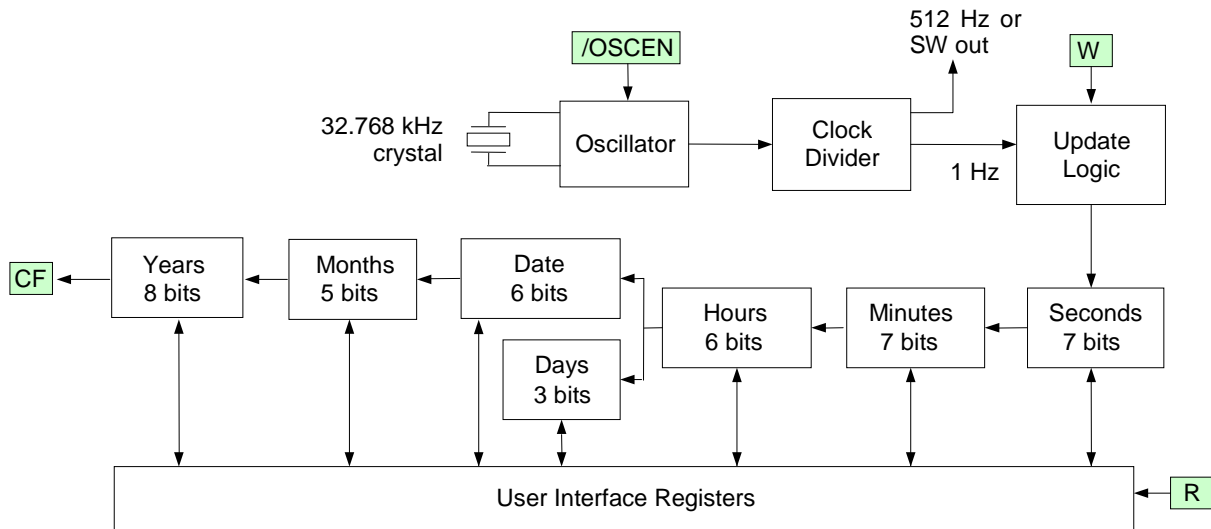 512 Hz or
SW out
/OSCEN
W
32.768 kHz
crystal
Oscillator
Clock
Divider
1 Hz
Update
Logic
CF
Years
8 bits
Months
5 bits
Date
6 bits
Days
3 bits
Hours
6 bits
Minutes
7 bits
Seconds
7 bits
User Interface Registers
R